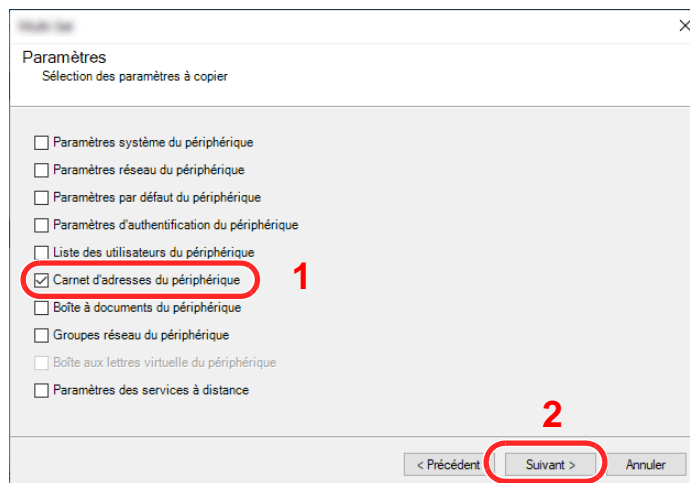 Paramètres
Sélection des paramètres à copier
Paramètres système du périphérique
Paramètres réseau du périphérique
Paramètres par défaut du périphérique
Paramètres d'authentification du périphérique
Liste des utilisateurs du périphérique
Carnet d'adresses du périphérique
1
Boîte à documents du périphérique
Groupes réseau du périphérique
Boîte aux lettres virtuelle du périphérique
Paramètres des services à distance
2
< Précédent
Suivant >
Annuler